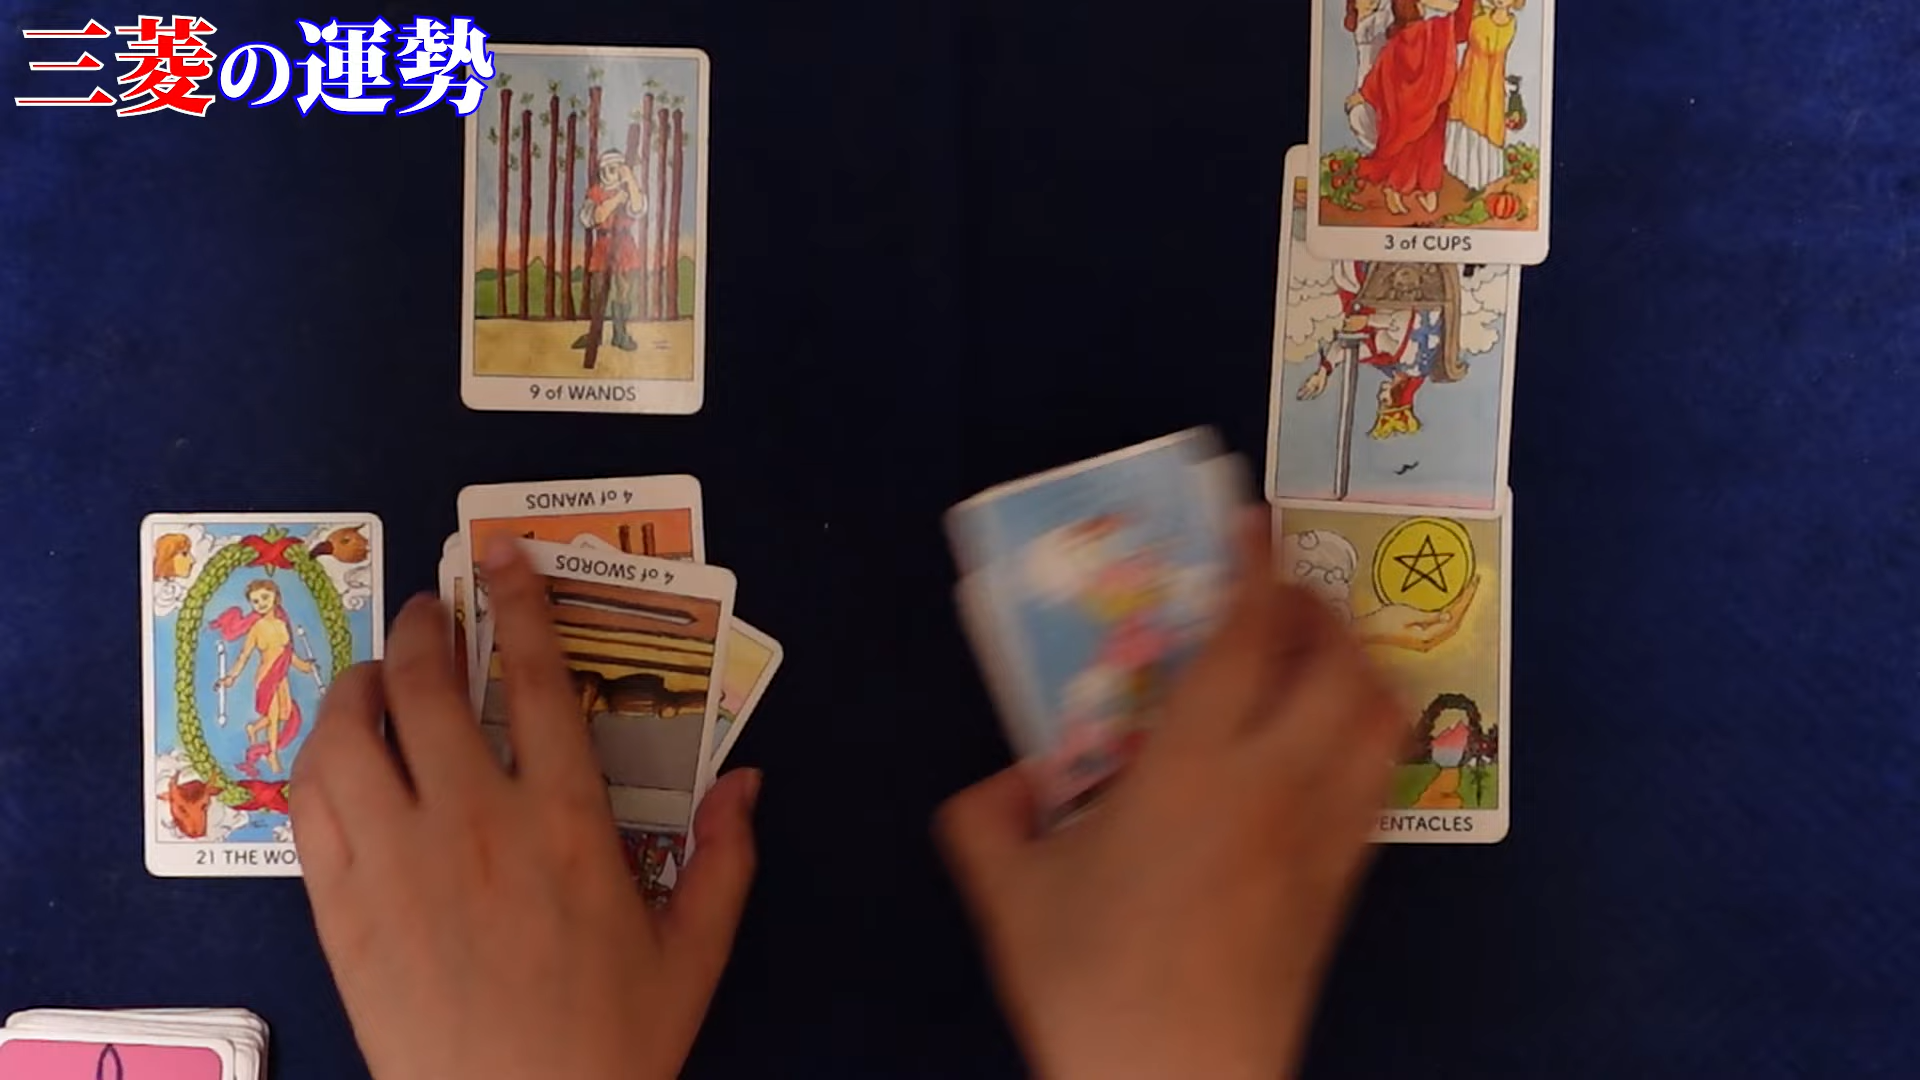 三菱の運勢
9 of WANDS
3 of CUPS
4 of WANDS
4 of SWORDS
21 THE WO
ENTACLES